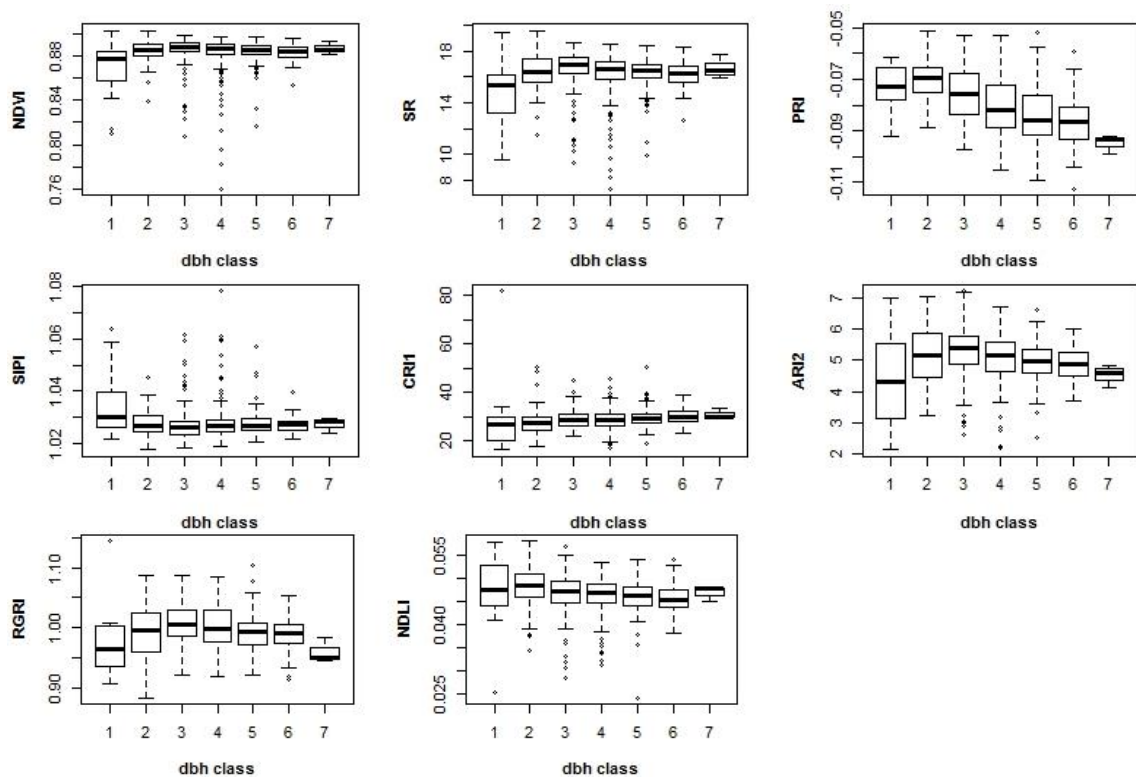 NDVI
0.76 0.80 0.84 0.88
1 2 3 4 5 6 7
dbh class
SR
8 10 14 18
1 2 3 4 5 6 7
dbh class
PRI
-0.11 -0.09 -0.07 -0.05
1 2 3 4 5 6 7
dbh class
SIPI
1.02 1.04 1.06 1.08
1 2 3 4 5 6 7
dbh class
CRI1
20 40 60 80
1 2 3 4 5 6 7
dbh class
ARI2
2 3 4 5 6 7
1 2 3 4 5 6 7
dbh class
RGRI
0.90 1.00 1.10
1 2 3 4 5 6 7
dbh class
NDLI
0.025 0.040 0.055
1 2 3 4 5 6 7
dbh class